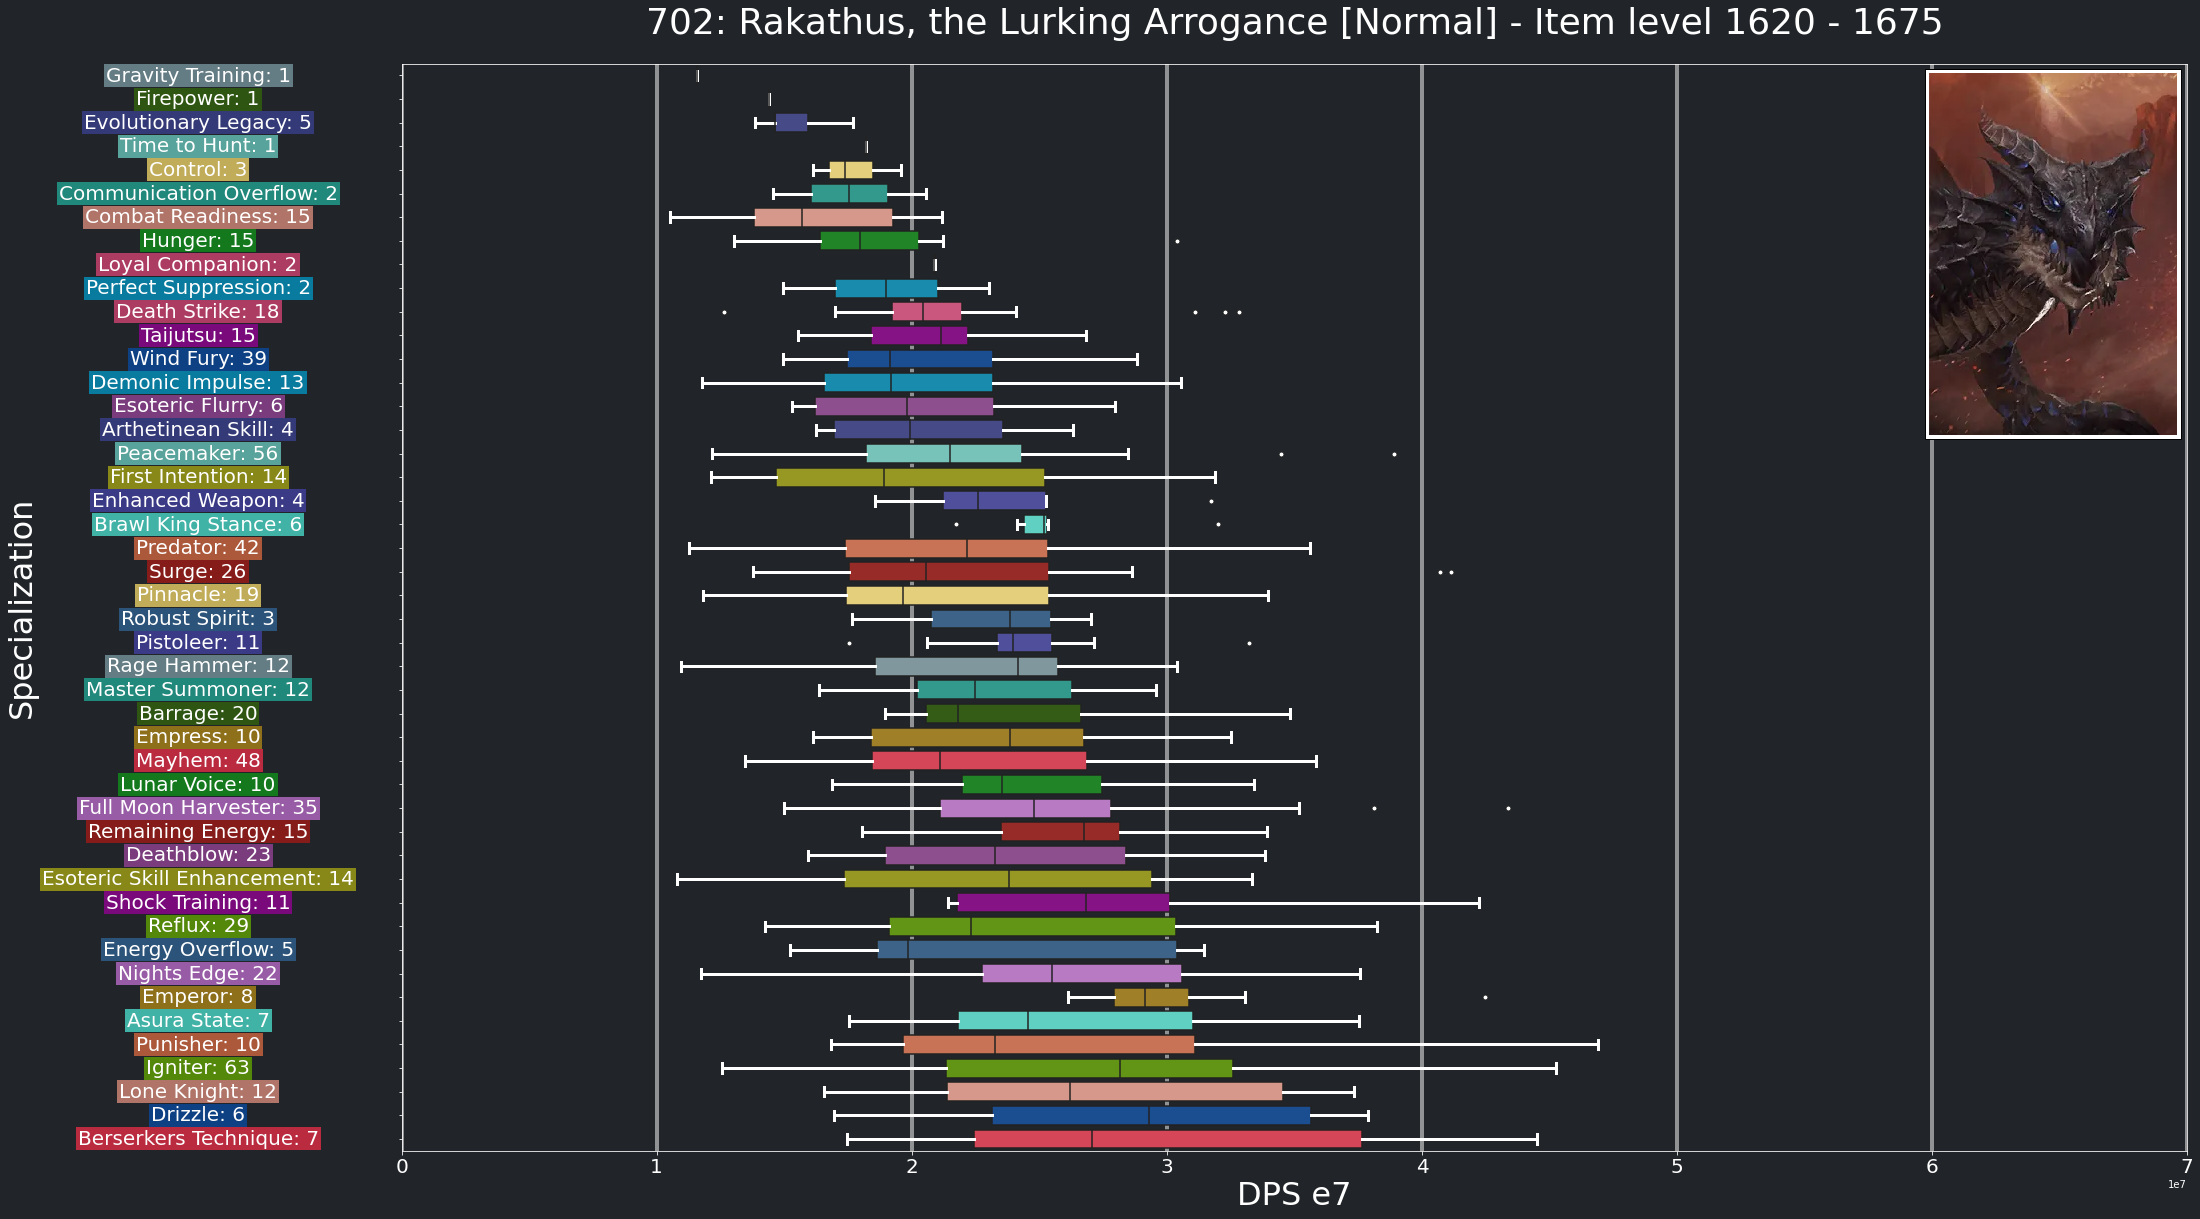 702: Rakathus, the Lurking Arrogance [Normal] - Item level 1620 - 1675
Specialization
Gravity Training: 1
Firepower: 1
Evolutionary Legacy: 5
Time to Hunt: 1
Control: 3
Communication Overflow: 2
Combat Readiness: 15
Hunger: 15
Loyal Companion: 2
Perfect Suppression: 2
Death Strike: 18
Taijutsu: 15
Wind Fury: 39
Demonic Impulse: 13
Esoteric Flurry: 6
Arthetinean Skill: 4
Peacemaker: 56
First Intention: 14
Enhanced Weapon: 4
Brawl King Stance: 6
Predator: 42
Surge: 26
Pinnacle: 19
Robust Spirit: 3
Pistoleer: 11
Rage Hammer: 12
Master Summoner: 12
Barrage: 20
Empress: 10
Mayhem: 48
Lunar Voice: 10
Full Moon Harvester: 35
Remaining Energy: 15
Deathblow: 23
Esoteric Skill Enhancement: 14
Shock Training: 11
Reflux: 29
Energy Overflow: 5
Nights Edge: 22
Emperor: 8
Asura State: 7
Punisher: 10
Igniter: 63
Lone Knight: 12
Drizzle: 6
Berserkers Technique: 7
0 1 2 3 4 5 6 7
1e7
DPS e7